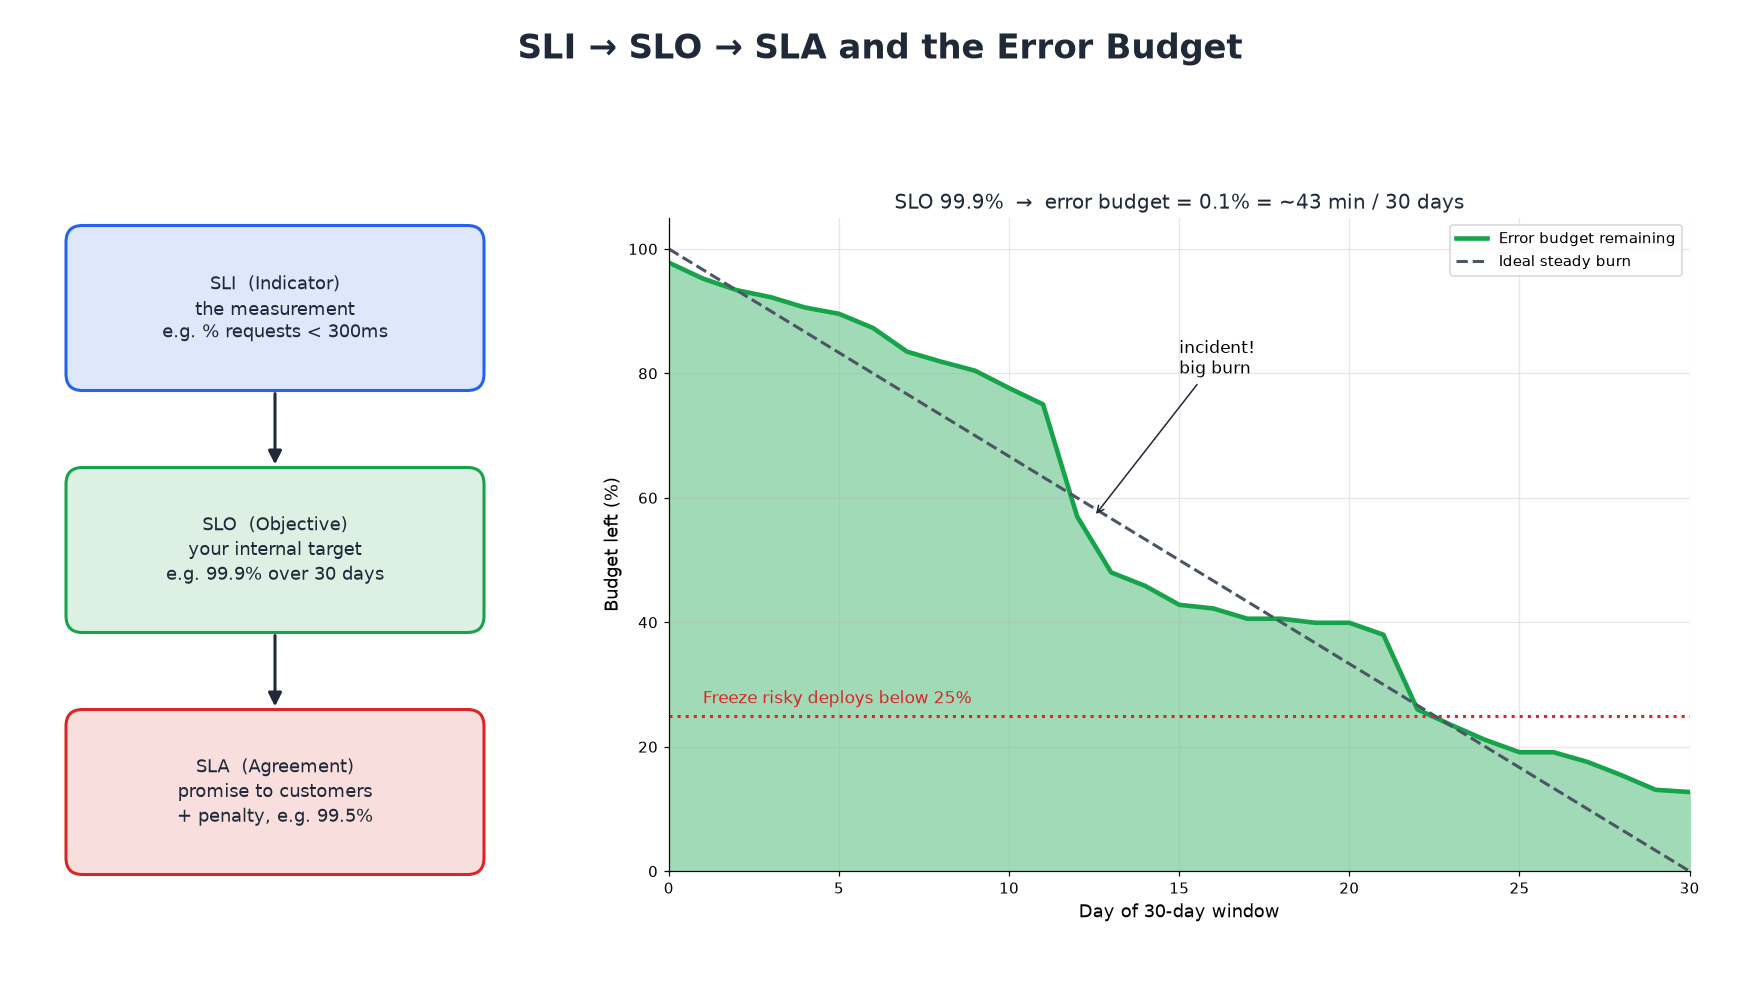 SLI → SLO → SLA and the Error Budget
SLI  (Indicator)
the measurement
e.g. % requests < 300ms
SLO  (Objective)
your internal target
e.g. 99.9% over 30 days
SLA  (Agreement)
promise to customers
+ penalty, e.g. 99.5%
SLO 99.9%  →  error budget = 0.1% = ~43 min / 30 days
Error budget remaining
Ideal steady burn
incident!
big burn
Freeze risky deploys below 25%
Budget left (%)
100
80
60
40
20
0
0 5 10 15 20 25 30
Day of 30-day window